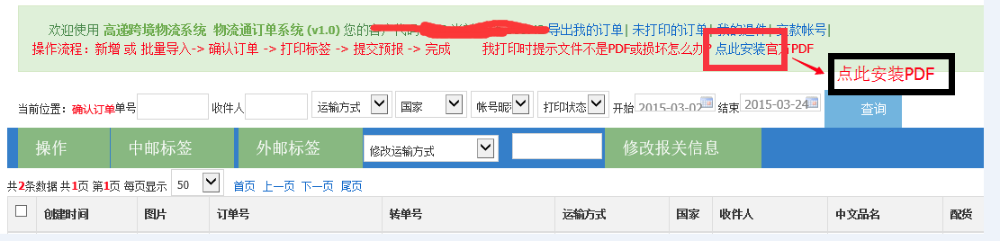 欢迎使用 高递跨境物流系统 物流通订单系统 (v1.0) 您的客户代码 导出我的订单| 未打印的订单| 我的退件| 交款帐号|
操作流程：新增 或 批量导入-> 确认订单 -> 打印标签 -> 提交预报 -> 完成 我打印时提示文件不是PDF或损坏怎么办? 点此安装官方PDF
点此安装PDF
当前位置：确认订单单号 收件人 运输方式 国家 帐号昵称 打印状态 开始 2015-03-02 结束 2015-03-24 查询
操作 中邮标签 外邮标签 修改运输方式 修改报关信息
共2条数据 共1页 第1页 每页显示 50 首页 上一页 下一页 尾页
创建时间 图片 订单号 转单号 运输方式 国家 收件人 中文品名 配货